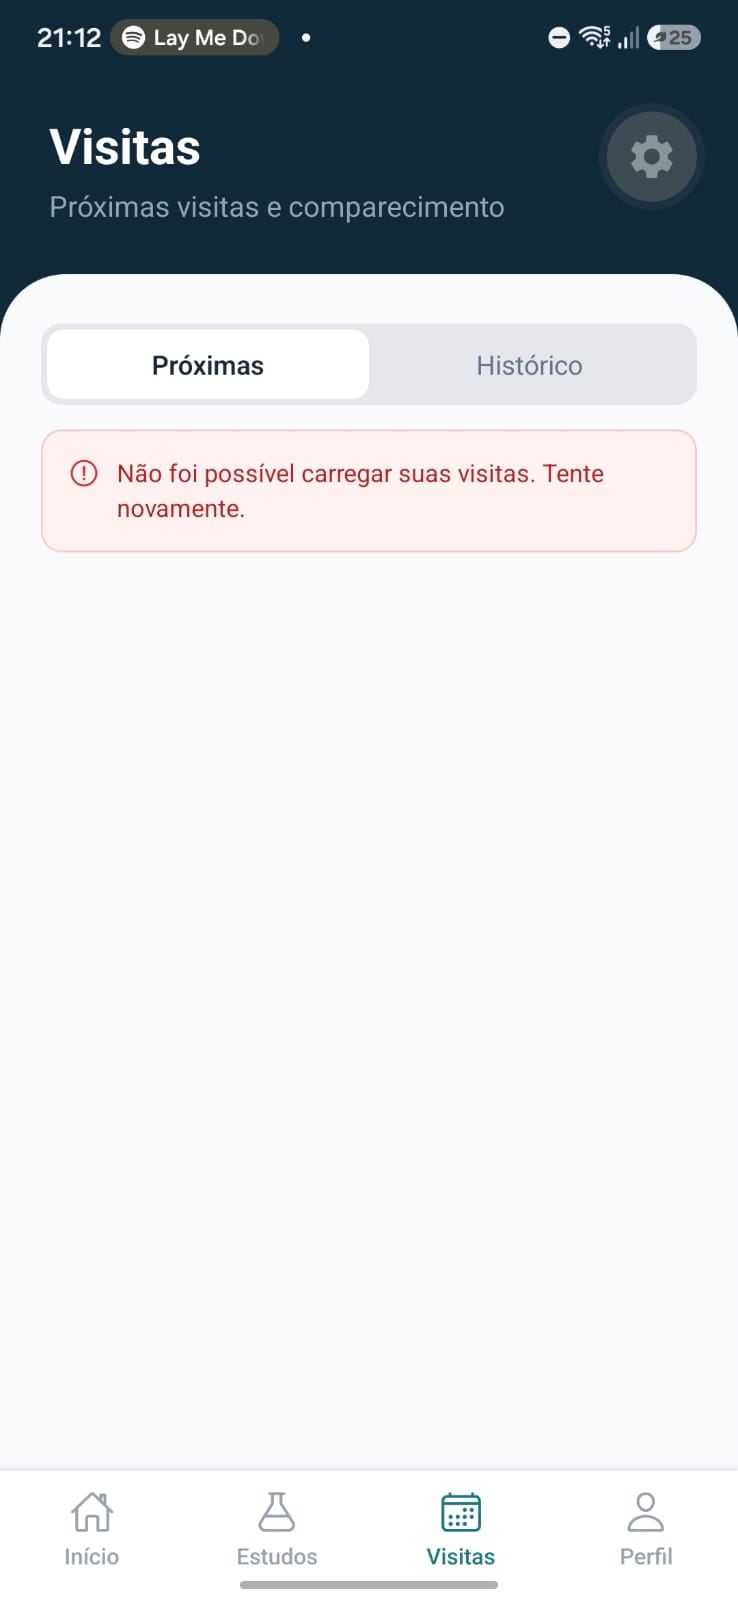 21:12 Lay Me Do
25
Visitas
Próximas visitas e comparecimento
Próximas
Histórico
Não foi possível carregar suas visitas. Tente
novamente.
Início
Estudos
Visitas
Perfil